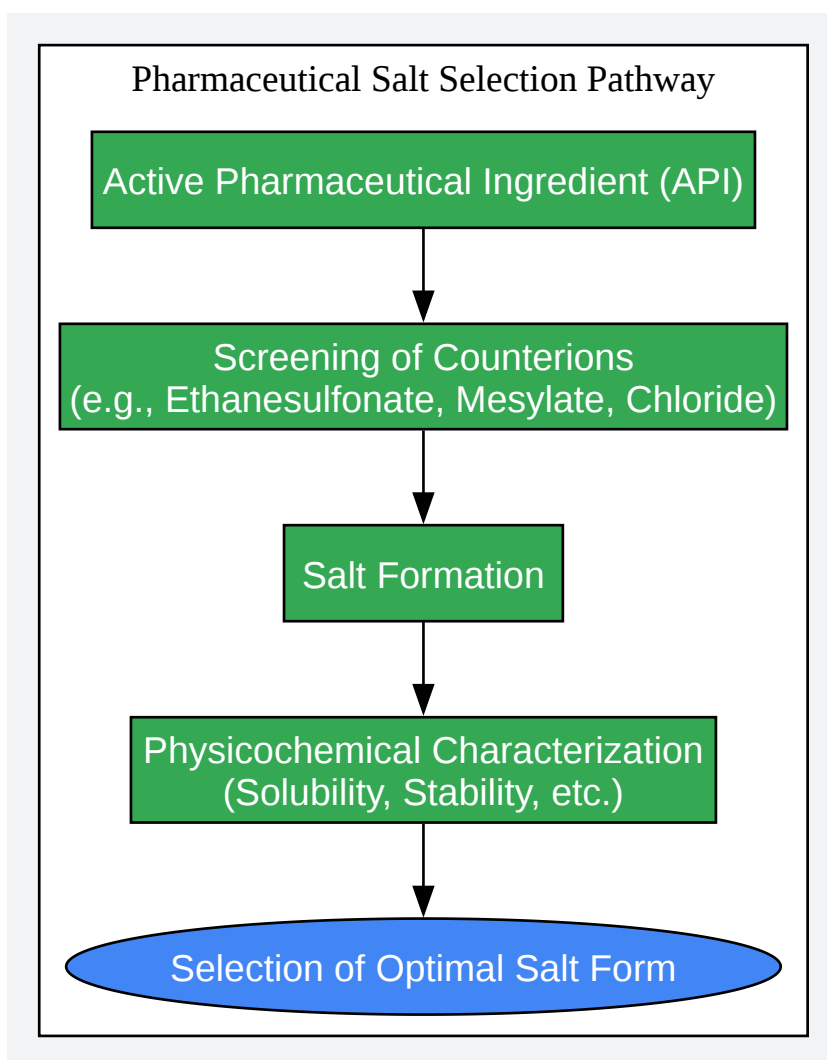 Pharmaceutical Salt Selection Pathway
Active Pharmaceutical Ingredient (API)
Screening of Counterions
(e.g., Ethanesulfonate, Mesylate, Chloride)
Salt Formation
Physicochemical Characterization
(Solubility, Stability, etc.)
Selection of Optimal Salt Form